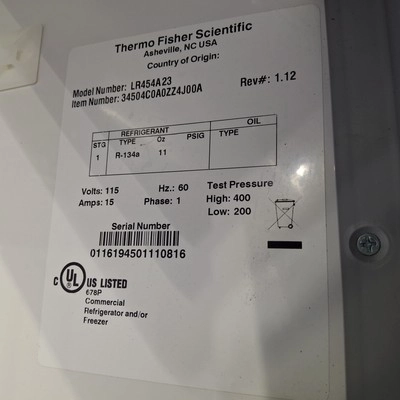 Thermo Fisher Scientific
Asheville, NC USA
Country of Origin:
Model Number: LR454A23 Rev#: 1.12
Item Number: 34504C0A0ZZ4J00A
REFRIGERANT OIL
STG TYPE Oz PSIG TYPE
1 R-134a 11
Volts: 115 Hz.: 60 Test Pressure
Amps: 15 Phase: 1 High: 400
Low: 200
Serial Number
0116194501110816
C UL US LISTED
678P
Commercial
Refrigerator and/or
Freezer